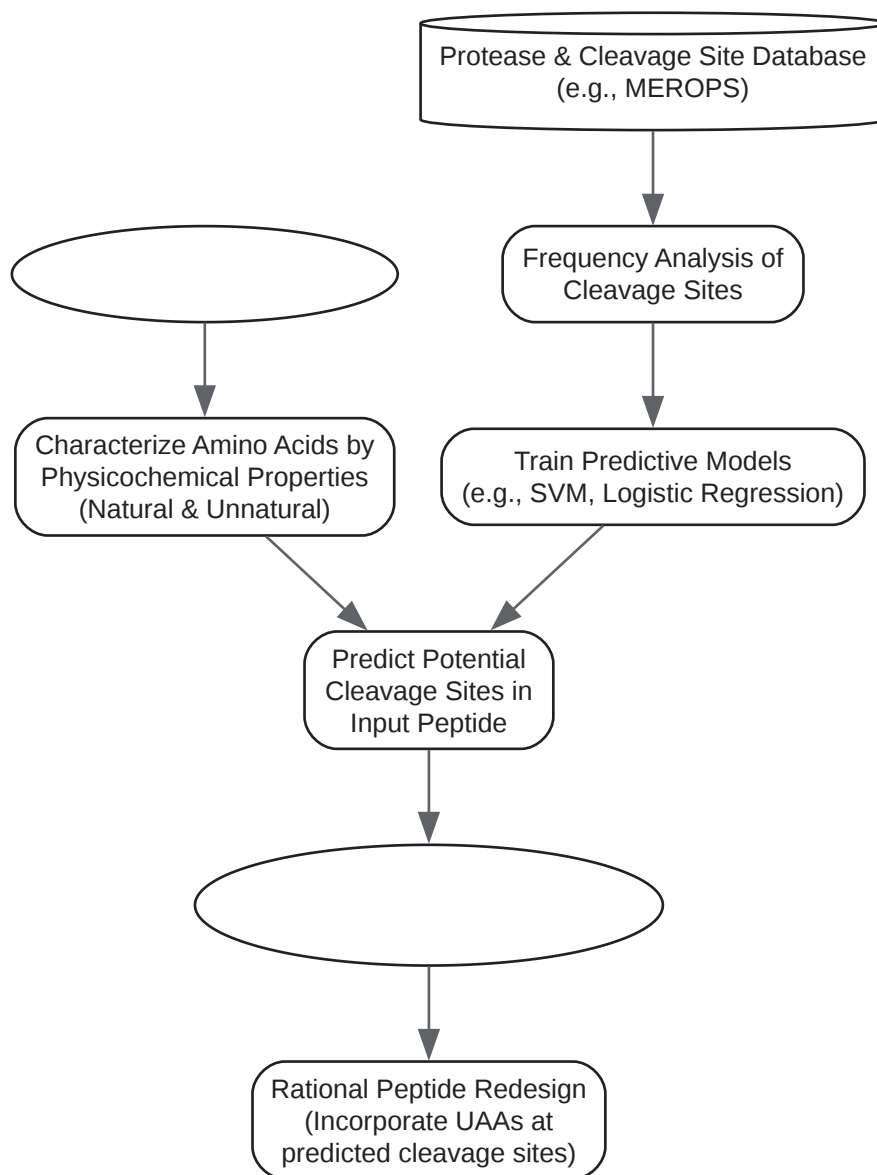 Protease & Cleavage Site Database
(e.g., MEROPS)
Frequency Analysis of
Cleavage Sites
Characterize Amino Acids by
Physicochemical Properties
(Natural & Unnatural)
Train Predictive Models
(e.g., SVM, Logistic Regression)
Predict Potential
Cleavage Sites in
Input Peptide
Rational Peptide Redesign
(Incorporate UAAs at
predicted cleavage sites)